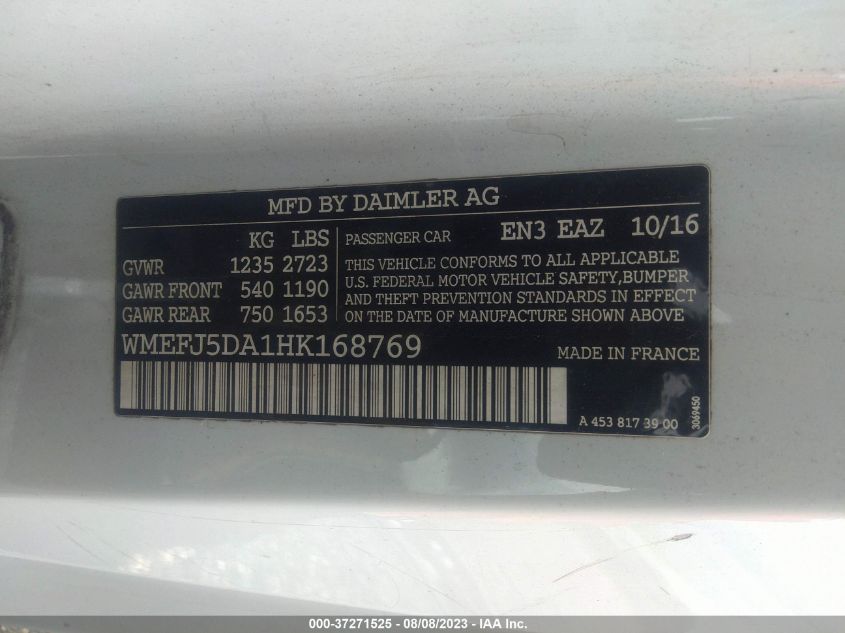 MFD BY DAIMLER AG
KG LBS
GVWR 1235 2723
GAWR FRONT 540 1190
GAWR REAR 750 1653
PASSENGER CAR EN3 EAZ 10/16
THIS VEHICLE CONFORMS TO ALL APPLICABLE
U.S. FEDERAL MOTOR VEHICLE SAFETY, BUMPER
AND THEFT PREVENTION STANDARDS IN EFFECT
ON THE DATE OF MANUFACTURE SHOWN ABOVE
WMEFJ5DA1HK168769 MADE IN FRANCE
A 453 817 39 00
3069450
000-37271525 - 08/08/2023 - IAA Inc.